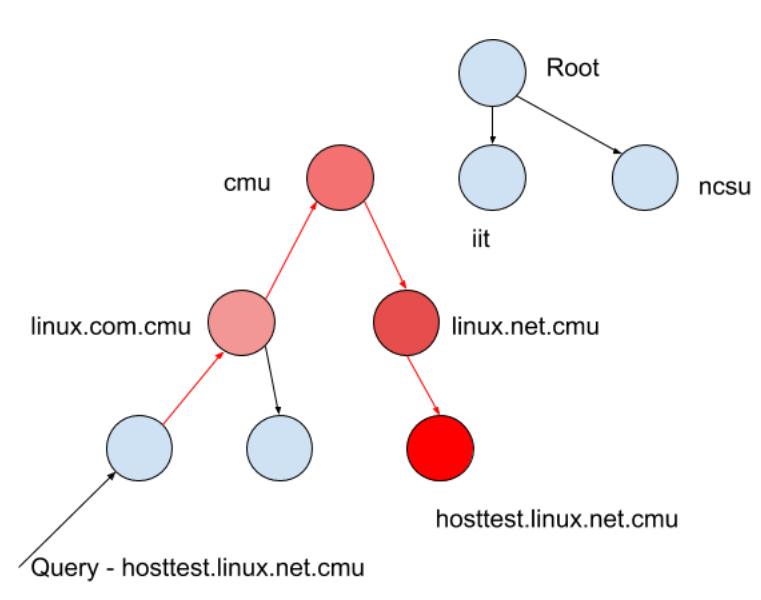 Root
cmu
ncsu
iit
linux.com.cmu
linux.net.cmu
hosttest.linux.net.cmu
Query - hosttest.linux.net.cmu